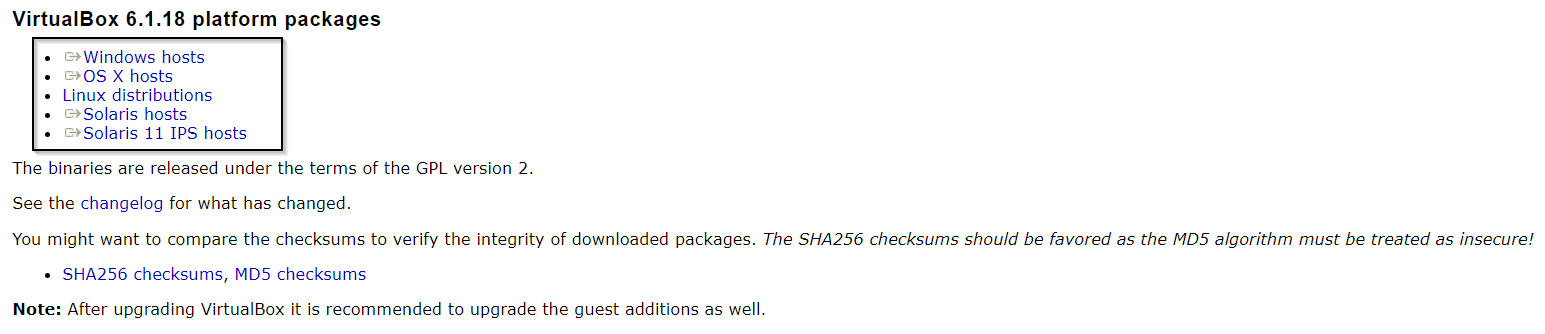 VirtualBox 6.1.18 platform packages
Windows hosts
OS X hosts
Linux distributions
Solaris hosts
Solaris 11 IPS hosts
The binaries are released under the terms of the GPL version 2.
See the changelog for what has changed.
You might want to compare the checksums to verify the integrity of downloaded packages. The SHA256 checksums should be favored as the MD5 algorithm must be treated as insecure!
SHA256 checksums, MD5 checksums
Note: After upgrading VirtualBox it is recommended to upgrade the guest additions as well.